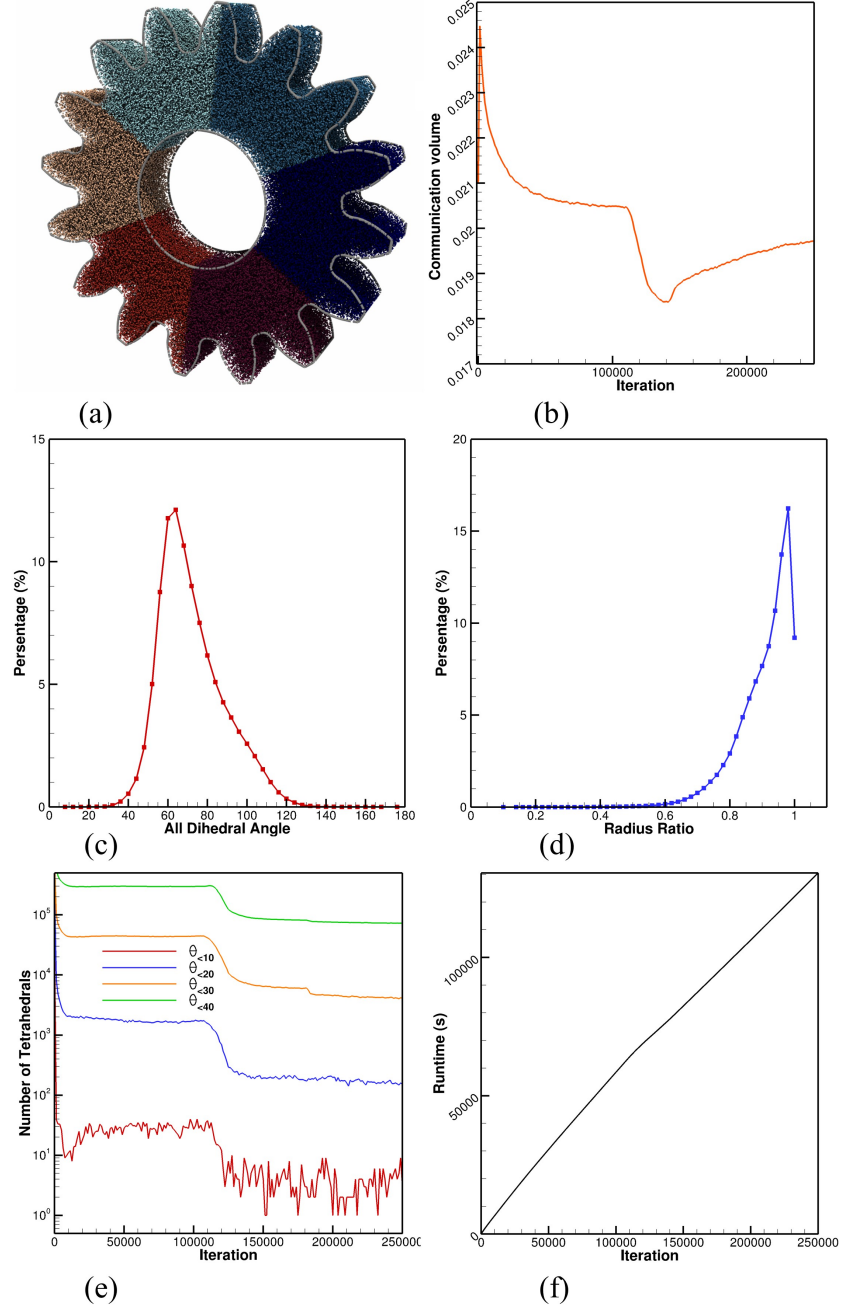 0.025
0.024
0.023
0.022
0.021
0.02
0.019
0.018
0.017
Communication volume
0 100000 200000
Iteration
(a) (b)
15
10
5
0
Persentage (%)
0 20 40 60 80 100 120 140 160 180
All Dihedral Angle
20
15
10
5
0
Persentage (%)
0 0.2 0.4 0.6 0.8 1
Radius Ratio
(c) (d)
10^5
10^4
10^3
10^2
10^1
10^0
Number of Tetrahedrals
θ<10
θ<20
θ<30
θ<40
0 50000 100000 150000 200000 250000
Iteration
100000
50000
0
Runtime (s)
0 50000 100000 150000 200000 250000
Iteration
(e) (f)